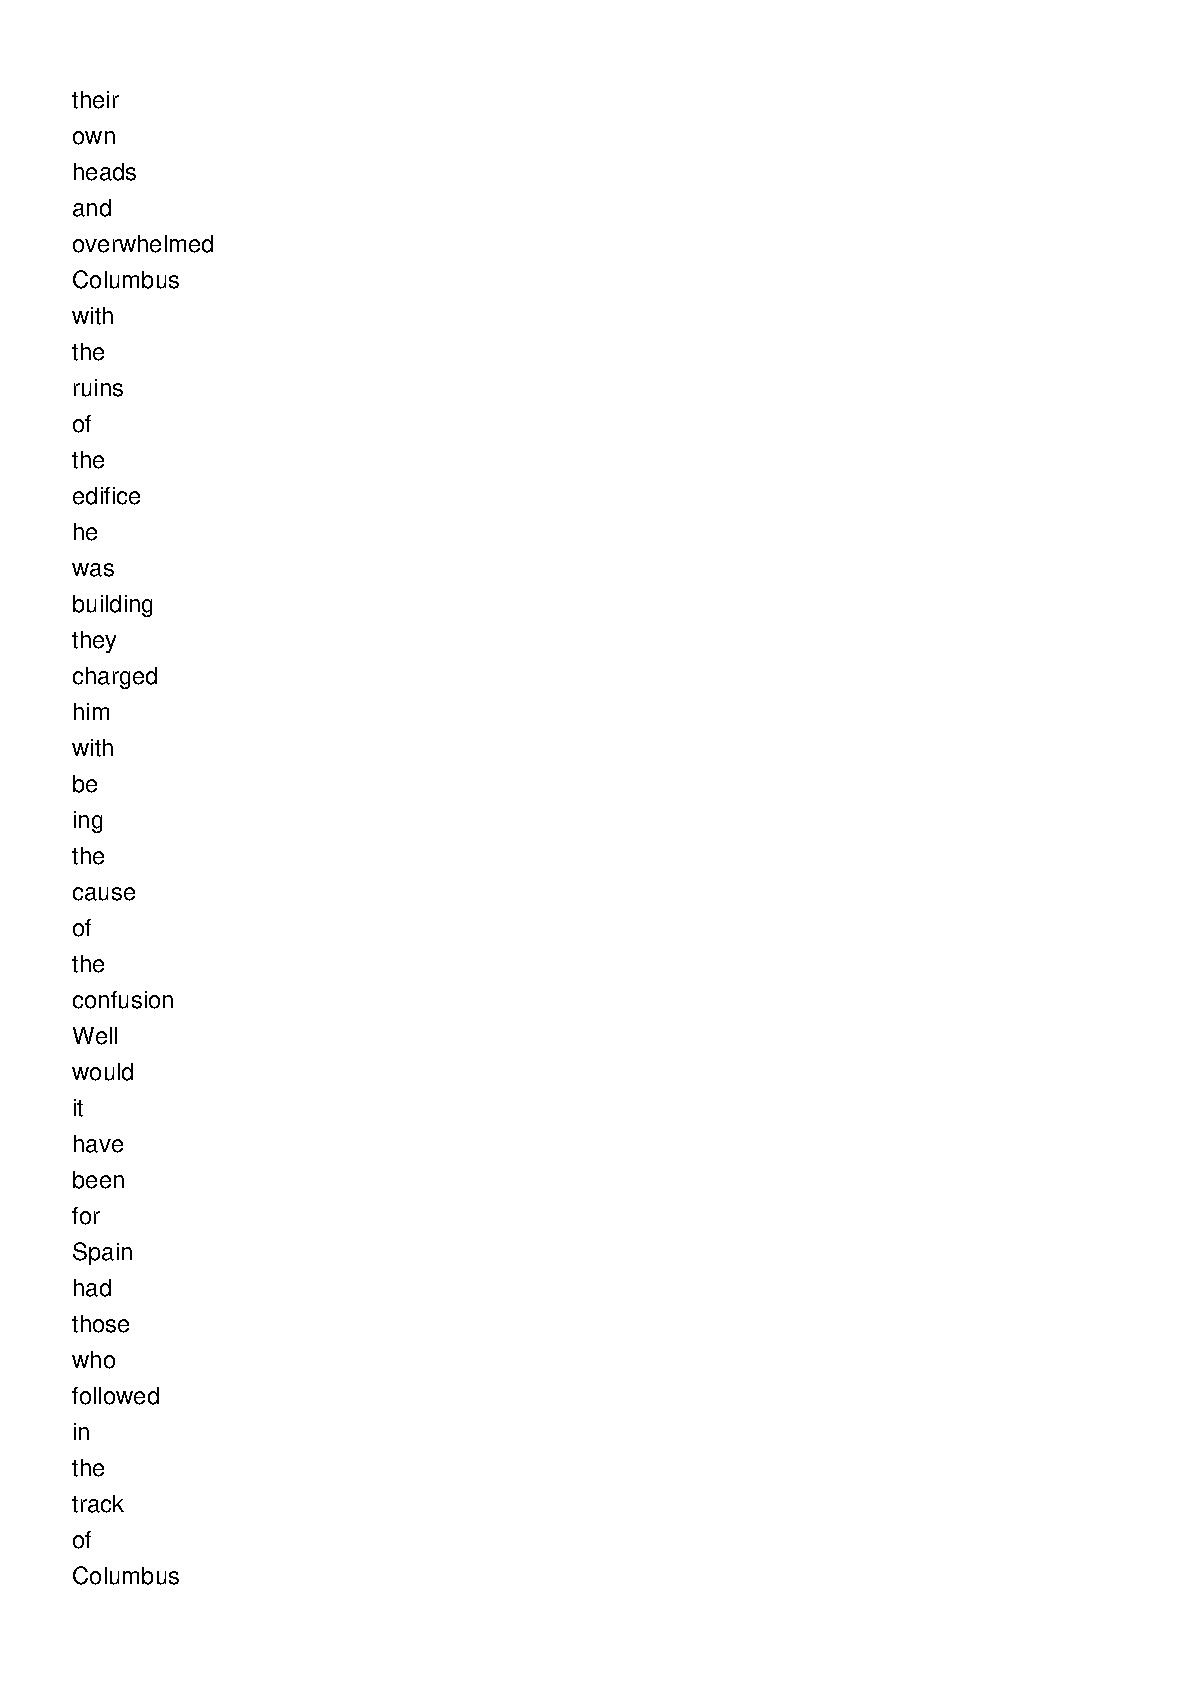 their
own
heads
and
overwhelmed
Columbus
with
the
ruins
of
the
edifice
he
was
building
they
charged
him
with
be
ing
the
cause
of
the
confusion
Well
would
it
have
been
for
Spain
had
those
who
followed
in
the
track
of
Columbus